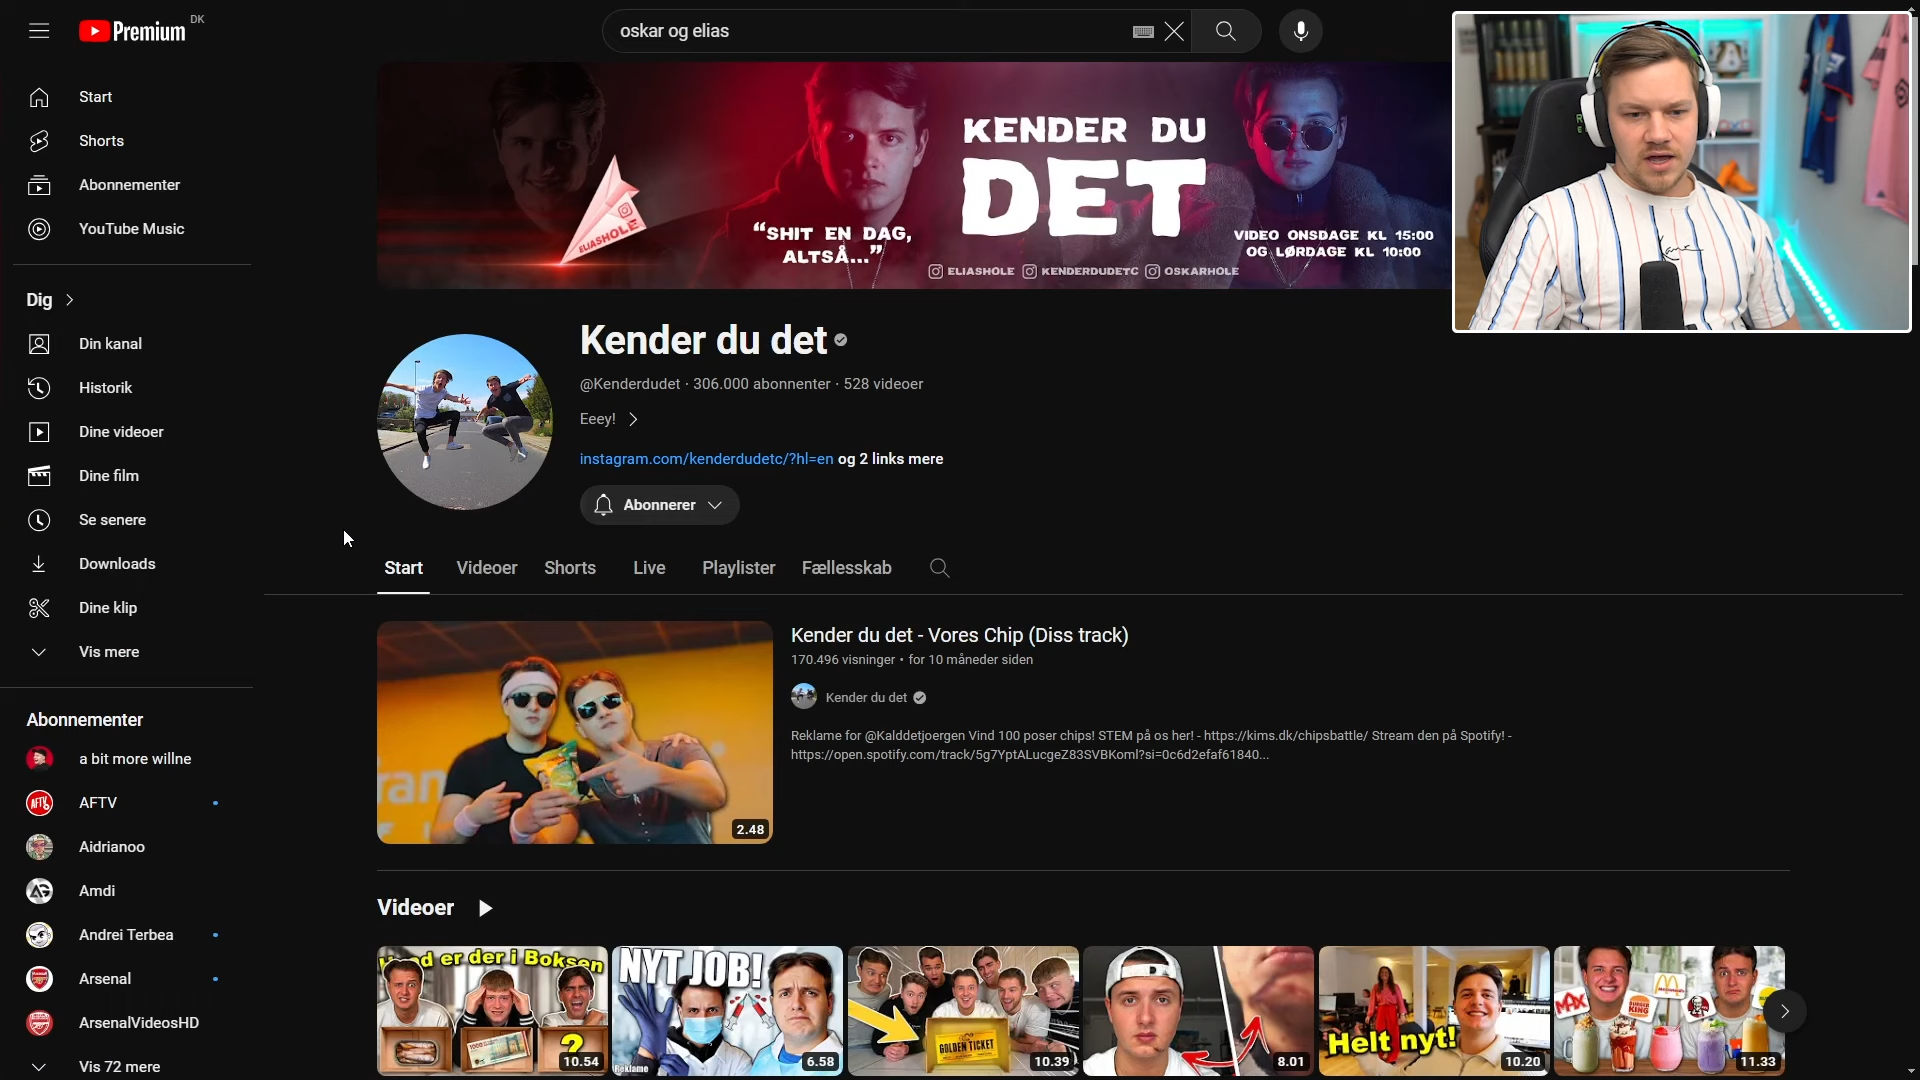 Premium DK
oskar og elias
Start
Shorts
Abonnementer
YouTube Music
Dig
Din kanal
Historik
Dine videoer
Dine film
Se senere
Downloads
Dine klip
Vis mere
Abonnementer
a bit more willne
AFTV
Aidrianoo
Amdi
Andrei Terbea
Arsenal
ArsenalVideosHD
Vis 72 mere
ELIASHOLE
“SHIT EN DAG,
ALTSÅ...”
KENDER DU
DET
VIDEO ONSDAGE KL 15:00
OG LØRDAGE KL 10:00
ELIASHOLE KENDERDUDETC OSKARHOLE
Kender du det
@Kenderdudet · 306.000 abonnenter · 528 videoer
Eeey!
instagram.com/kenderdudetc/?hl=en og 2 links mere
Abonnerer
Start Videoer Shorts Live Playlister Fællesskab
2.48
Kender du det - Vores Chip (Diss track)
170.496 visninger • for 10 måneder siden
Kender du det
Reklame for @Kalddetjoergen Vind 100 poser chips! STEM på os her! - https://kims.dk/chipsbattle/ Stream den på Spotify! -
https://open.spotify.com/track/5g7YptALucgeZ83SVBKoml?si=0c6d2efaf61840...
Videoer
Hvad er der i Boksen
?
10.54
NYT JOB!
Reklame
6.58
GOLDEN TICKET
10.39
8.01
Helt nyt!
10.20
MAX
BURGER
KING
KFC
11.33